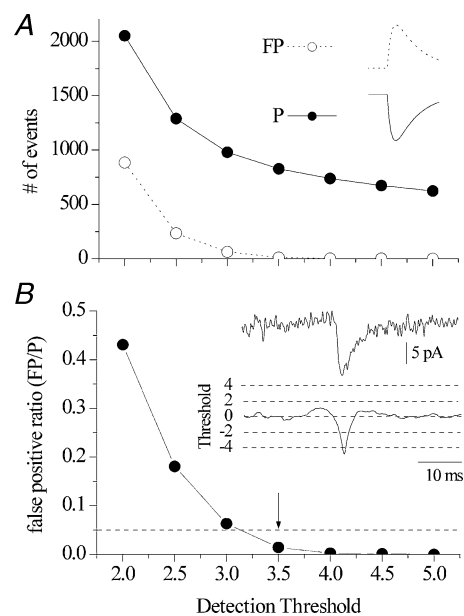 A
2000
1500
1000
500
0
# of events
FP
P
B
0.5
0.4
0.3
0.2
0.1
0.0
false positive ratio (FP/P)
5 pA
Threshold
4
2
0
-2
-4
10 ms
2.0 2.5 3.0 3.5 4.0 4.5 5.0
Detection Threshold